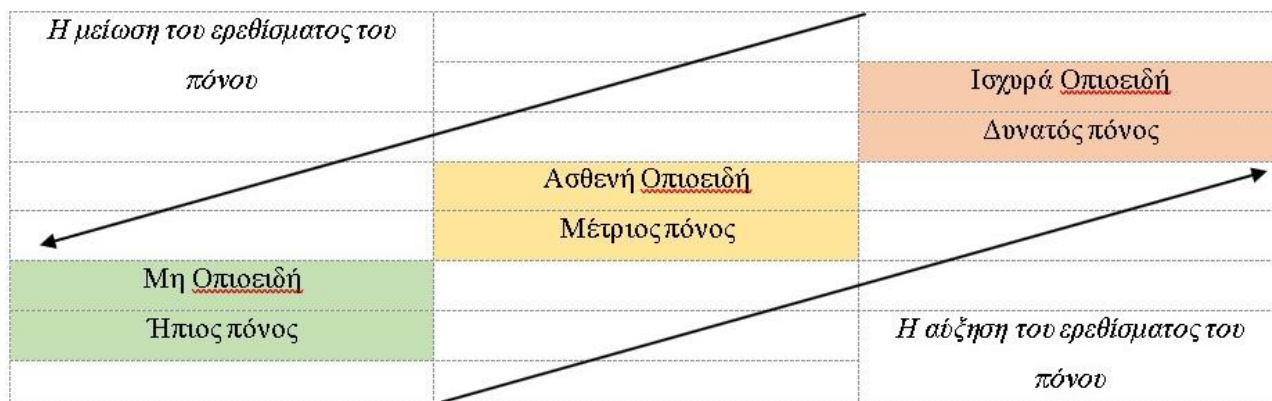 Η μείωση του ερεθίσματος του
πόνου
Ισχυρά Οπιοειδή
Δυνατός πόνος
Ασθενή Οπιοειδή
Μέτριος πόνος
Μη Οπιοειδή
Ήπιος πόνος
Η αύξηση του ερεθίσματος του
πόνου